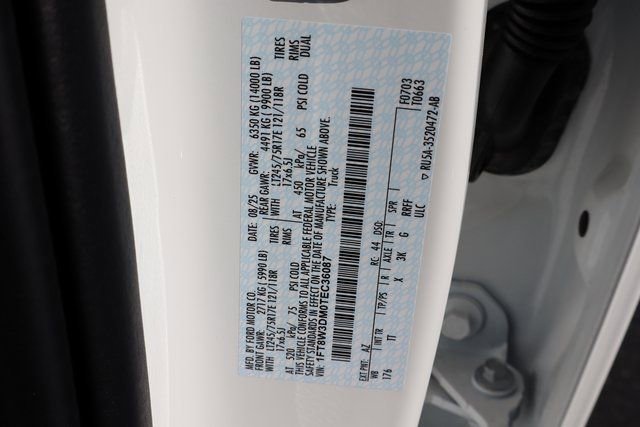 MFD. BY FORD MOTOR CO.
DATE: 08/25 GVWR: 6350 KG (14000 LB)
FRONT GAWR: 2717 KG (5990 LB) REAR GAWR: 4491 KG (9900 LB)
LT245/75R17E 121/118R TIRES WITH LT245/75R17E 121/118R TIRES
17x6.5J RIMS 17x6.5J RIMS
AT 520 kPa/ 75 PSI COLD AT 450 kPa/ 65 PSI COLD DUAL
THIS VEHICLE CONFORMS TO ALL APPLICABLE FEDERAL MOTOR VEHICLE
SAFETY STANDARDS IN EFFECT ON THE DATE OF MANUFACTURE SHOWN ABOVE.
VIN: 1FT8W3DM0TEC36087 TYPE: Truck
F0703
T0663
EXT PNT: AZ RC: 44 DSO:
WB INT TR TP/PS R AXLE TR SPR
176 TT X 3K G RREF
ULC
RU5A-3520472-AB